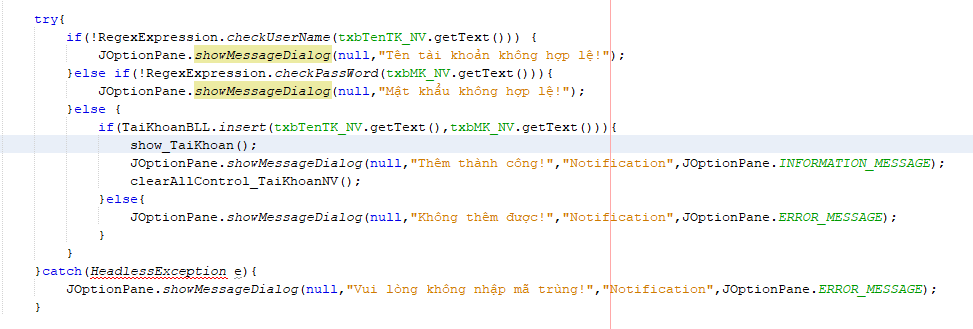 try{
if(!RegexExpression.checkUserName(txbTenTK_NV.getText())) {
JOptionPane.showMessageDialog(null,"Tên tài khoản không hợp lệ!");
}else if(!RegexExpression.checkPassWord(txbMK_NV.getText())){
JOptionPane.showMessageDialog(null,"Mật khẩu không hợp lệ!");
}else {
if(TaiKhoanBLL.insert(txbTenTK_NV.getText(),txbMK_NV.getText())){
show_TaiKhoan();
JOptionPane.showMessageDialog(null,"Thêm thành công!","Notification",JOptionPane.INFORMATION_MESSAGE);
clearAllControl_TaiKhoanNV();
}else{
JOptionPane.showMessageDialog(null,"Không thêm được!","Notification",JOptionPane.ERROR_MESSAGE);
}
}
}catch(HeadlessException e){
JOptionPane.showMessageDialog(null,"Vui lòng không nhập mã trùng!","Notification",JOptionPane.ERROR_MESSAGE);
}